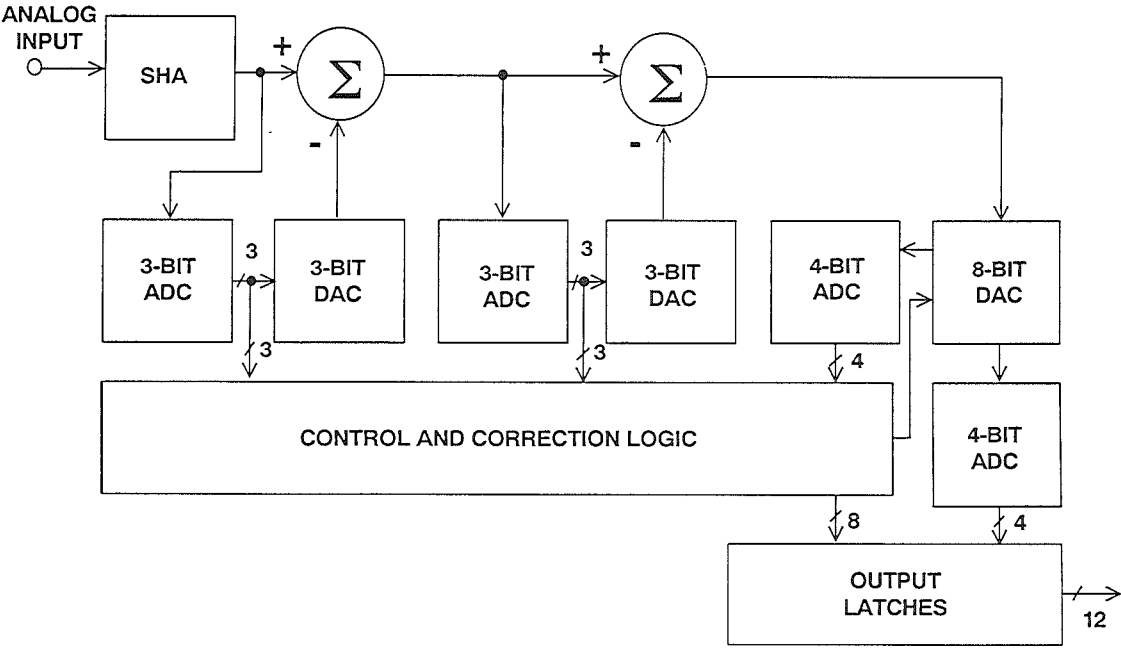 ANALOG
INPUT
SHA
+
Σ
-
+
Σ
-
3-BIT
ADC
3
3-BIT
DAC
3
3-BIT
ADC
3
3-BIT
DAC
3
4-BIT
ADC
4
8-BIT
DAC
CONTROL AND CORRECTION LOGIC
4-BIT
ADC
8
4
OUTPUT
LATCHES
12